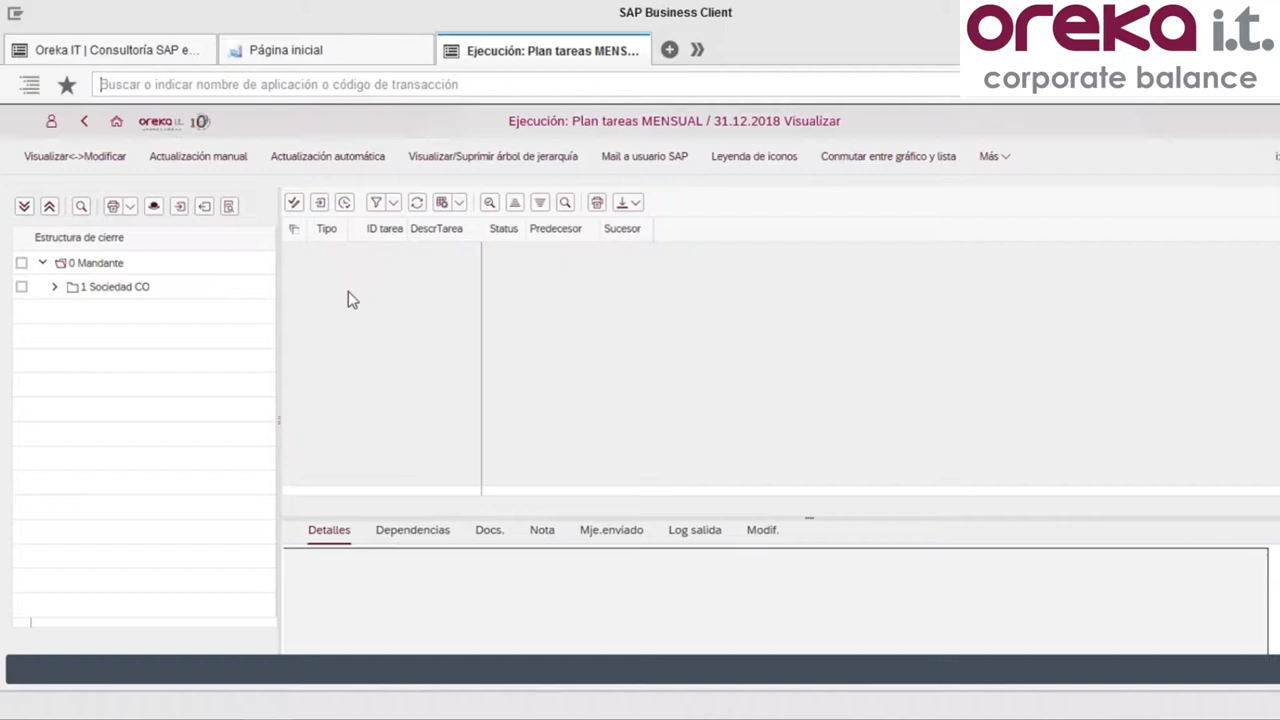 SAP Business Client
oreka i.t.
corporate balance
Oreka IT | Consultoría SAP e...
Página inicial
Ejecución: Plan tareas MENS...
Buscar o indicar nombre de aplicación o código de transacción
oreka i.t. 10
Ejecución: Plan tareas MENSUAL / 31.12.2018 Visualizar
Visualizar<->Modificar Actualización manual Actualización automática Visualizar/Suprimir árbol de jerarquía Mail a usuario SAP Leyenda de iconos Conmutar entre gráfico y lista Más
Estructura de cierre
0 Mandante
1 Sociedad CO
Tipo ID tarea DescrTarea Status Predecesor Sucesor
Detalles Dependencias Docs. Nota Mje.enviado Log salida Modif.